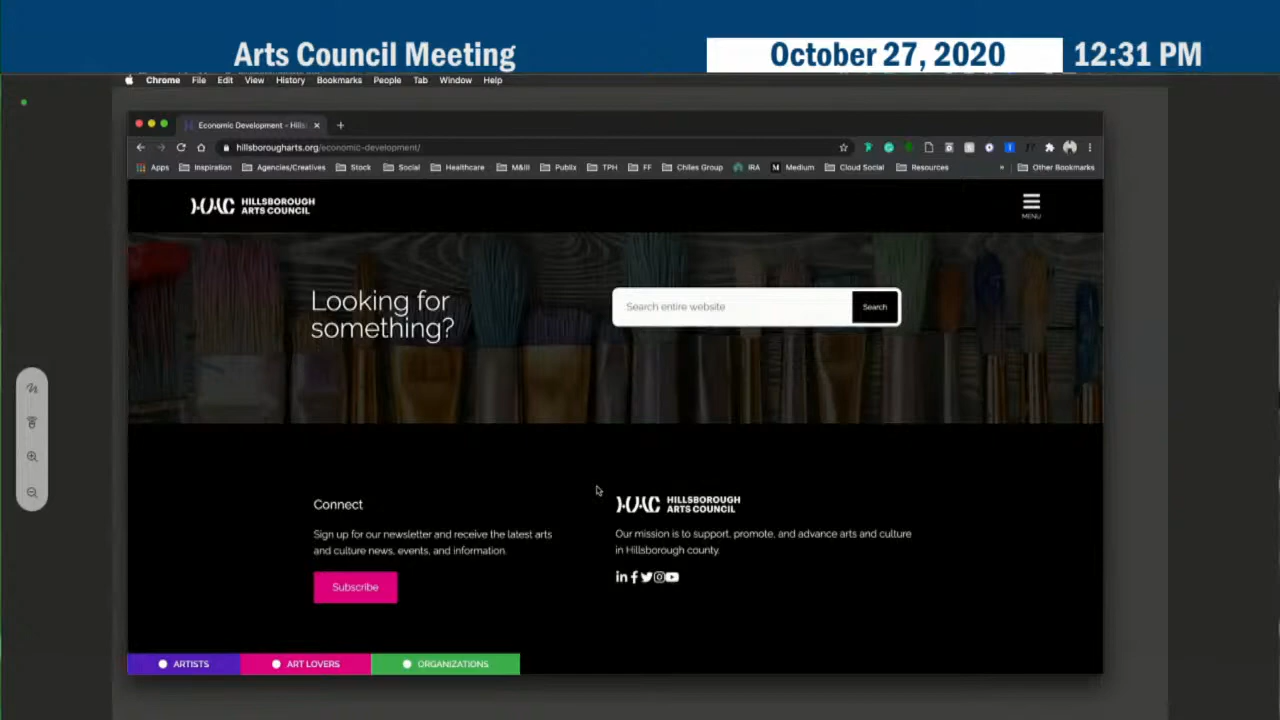 Arts Council Meeting
October 27, 2020
12:31 PM
Chrome File Edit View History Bookmarks People Tab Window Help
Economic Development - Hills
hillsborougharts.org/economic-development/
Apps Inspiration Agencies/Creatives Stock Social Healthcare M&III Publix TPH FF Chiles Group IRA Medium Cloud Social Resources » Other Bookmarks
HAC HILLSBOROUGH
ARTS COUNCIL
MENU
Looking for
something?
Search entire website
Search
Connect
Sign up for our newsletter and receive the latest arts
and culture news, events, and information.
Subscribe
HAC HILLSBOROUGH
ARTS COUNCIL
Our mission is to support, promote, and advance arts and culture
in Hillsborough county.
ARTISTS
ART LOVERS
ORGANIZATIONS